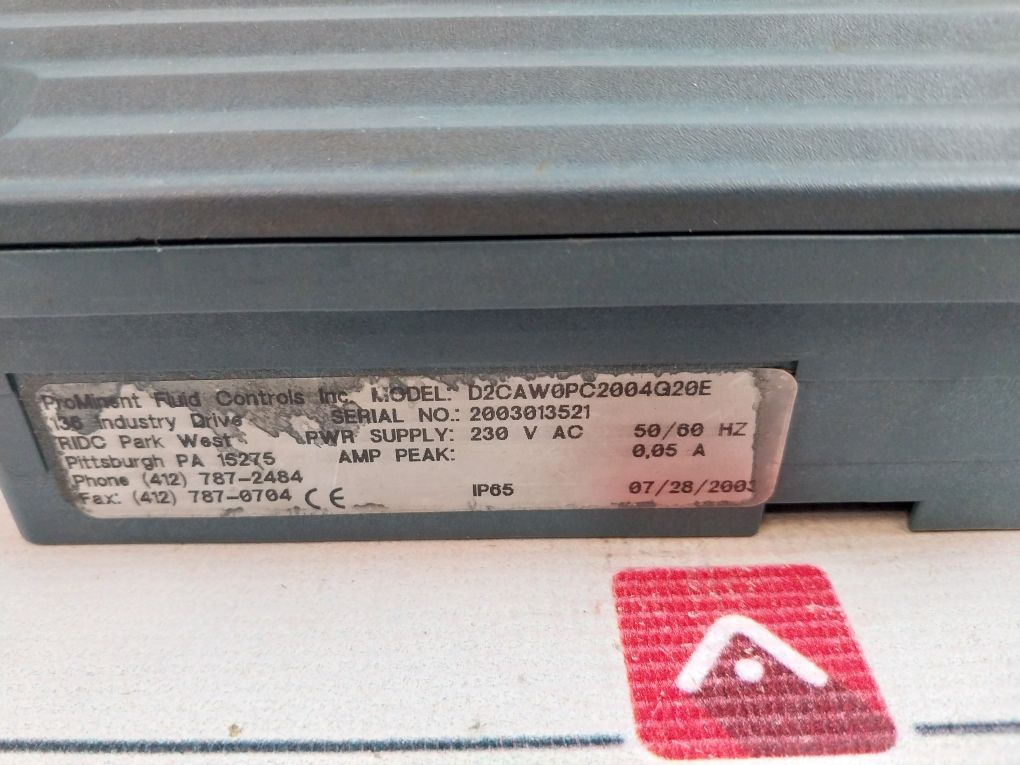 ProMinent Fluid Controls Inc. MODEL: D2CAW0PC2004Q20E
136 Industry Drive SERIAL NO.: 2003013521
RIDC Park West PWR SUPPLY: 230 V AC 50/60 HZ
Pittsburgh PA 15275 AMP PEAK: 0,05 A
Phone (412) 787-2484
Fax: (412) 787-0704 CE IP65 07/28/2003